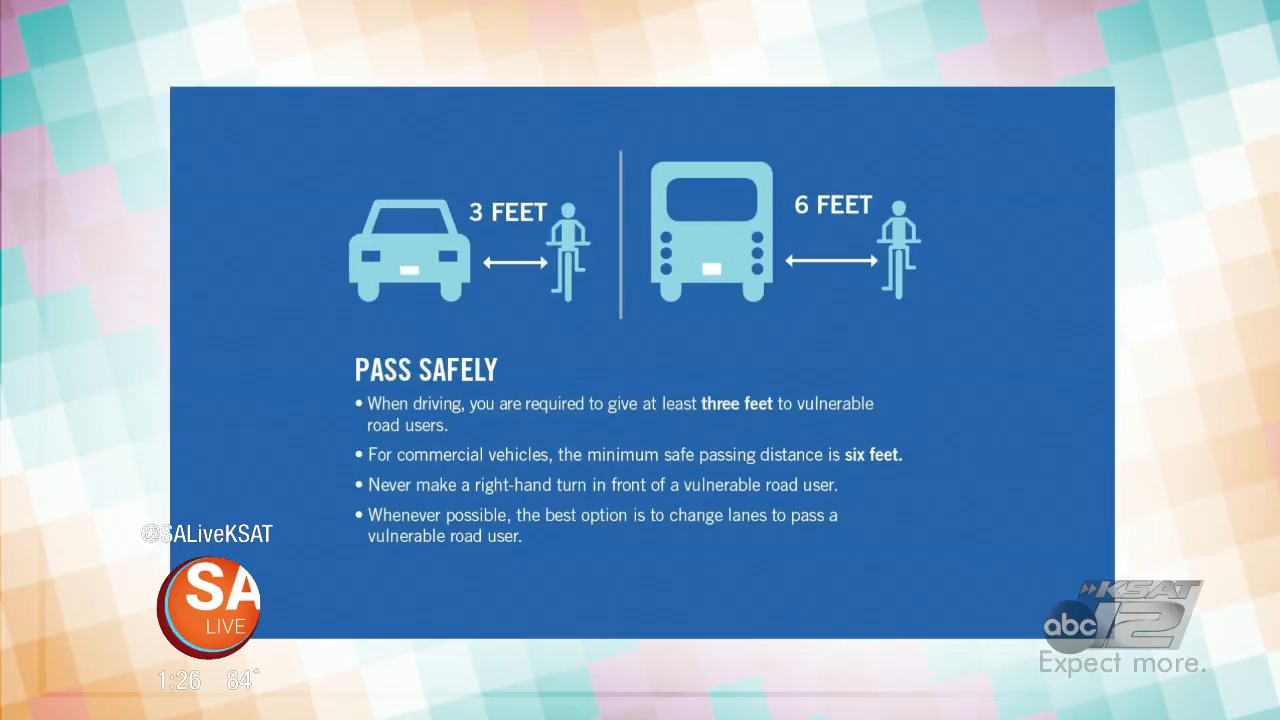 3 FEET
6 FEET
PASS SAFELY
• When driving, you are required to give at least three feet to vulnerable
road users.
• For commercial vehicles, the minimum safe passing distance is six feet.
• Never make a right-hand turn in front of a vulnerable road user.
• Whenever possible, the best option is to change lanes to pass a
vulnerable road user.
@SALiveKSAT
SA
LIVE
1:26 84°
KSAT
abc 12
Expect more.